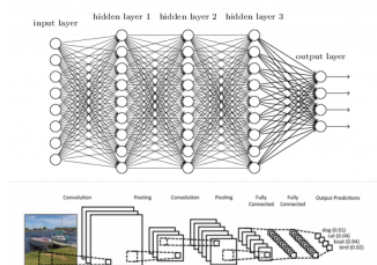 input layer
hidden layer 1 hidden layer 2 hidden layer 3
output layer
Convolution Pooling Convolution Pooling Fully Connected Fully Connected Output Predictions
dog (0.01)
cat (0.04)
boat (0.94)
bird (0.02)